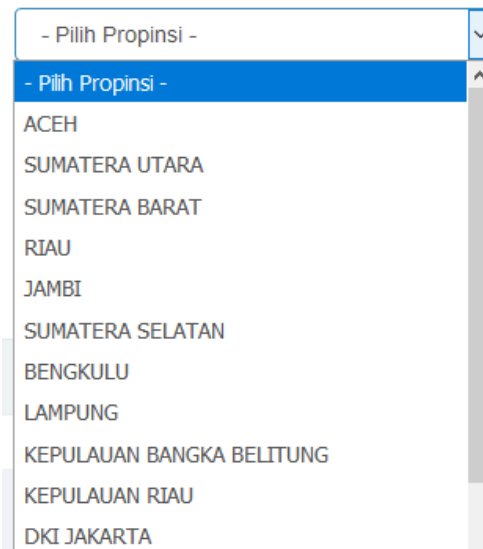 - Pilih Propinsi -
- Pilih Propinsi -
ACEH
SUMATERA UTARA
SUMATERA BARAT
RIAU
JAMBI
SUMATERA SELATAN
BENGKULU
LAMPUNG
KEPULAUAN BANGKA BELITUNG
KEPULAUAN RIAU
DKI JAKARTA